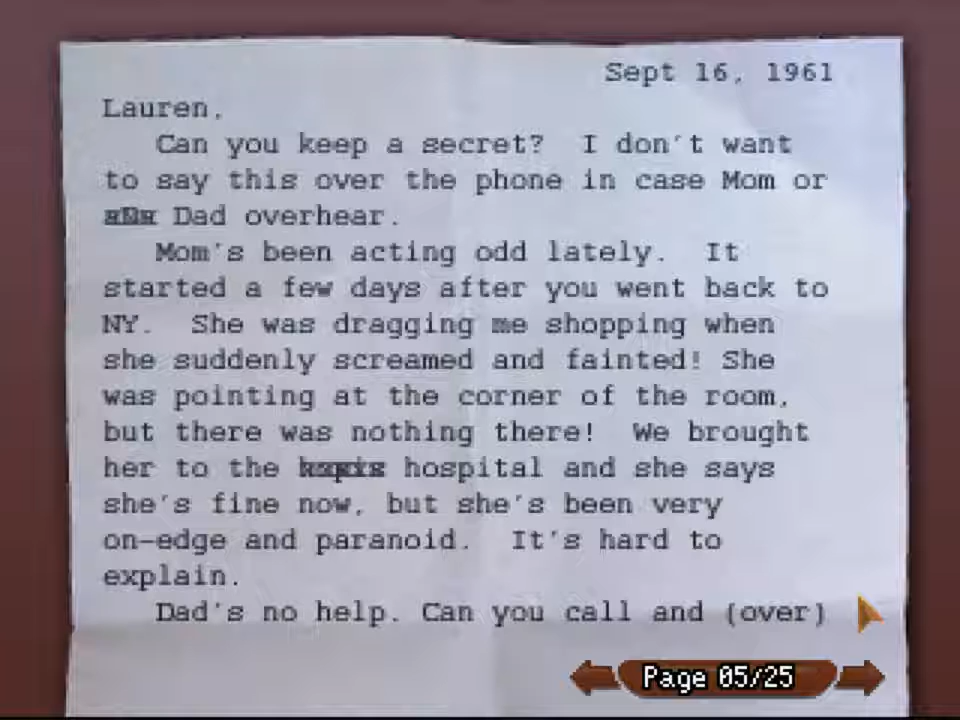 Sept 16, 1961
Lauren,
Can you keep a secret? I don't want
to say this over the phone in case Mom or
Dad overhear.
Mom's been acting odd lately. It
started a few days after you went back to
NY. She was dragging me shopping when
she suddenly screamed and fainted! She
was pointing at the corner of the room,
but there was nothing there! We brought
her to the hospital and she says
she's fine now, but she's been very
on-edge and paranoid. It's hard to
explain.
Dad's no help. Can you call and (over)
Page 05/25